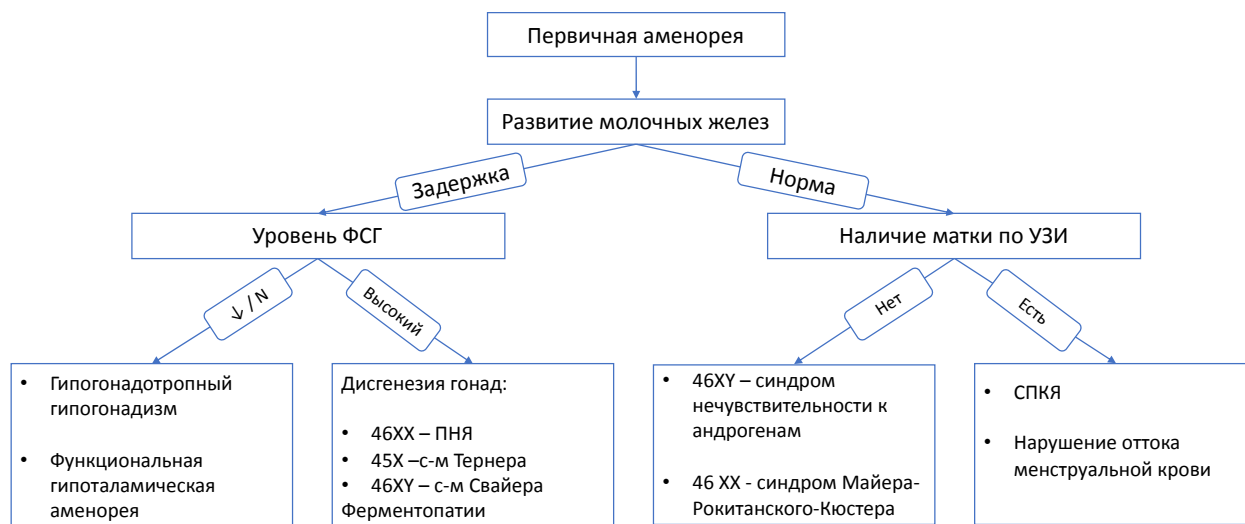 Первичная аменорея
Развитие молочных желез
Задержка
Норма
Уровень ФСГ
Наличие матки по УЗИ
↓ / N
Высокий
Нет
Есть
• Гипогонадотропный
гипогонадизм
• Функциональная
гипоталамическая
аменорея
Дисгенезия гонад:
• 46XX – ПНЯ
• 45X –с-м Тернера
• 46XY – с-м Свайера
Ферментопатии
• 46XY – синдром
нечувствительности к
андрогенам
• 46 XX - синдром Майера-
Рокитанского-Кюстера
• СПКЯ
• Нарушение оттока
менструальной крови